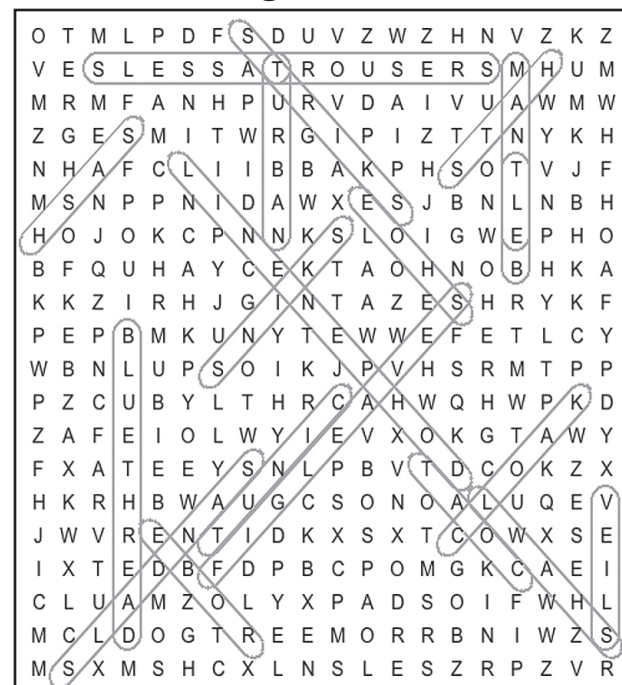 O T M L P D F S D U V Z W Z H N V Z K Z
V E S L E S S A T R O U S E R S M H U M
M R M F A N H P U R V D A I V U A W M W
Z G E S M I T W R G I P I Z T T N Y K H
N H A F C L I I B B A K P H S O T V J F
M S N P P N I D A W X E S J B N L N B H
H O J O K C P N N K S L O I G W E P H O
B F Q U H A Y C E K T A O H N O B H K A
K K Z I R H J G I N T A Z E S H R Y K F
P E P B M K U N Y T E W W E F E T L C Y
W B N L U P S O I K J P V H S R M T P P
P Z C U B Y L T H R C A H W Q H W P K D
Z A F E I O L W Y I E V X O K G T A W Y
F X A T E E Y S N L P B V T D C O K Z X
H K R H B W A U G C S O N O A L U Q E V
J W V R E N T I D K X S X T C O W X S E
I X T E D B F D P B C P O M G K C A E I
C L U A M Z O L Y X P A D S O I F W H L
M C L D O G T R E E M O R R B N I W Z S
M S X M S H C X L N S L E S Z R P Z V R